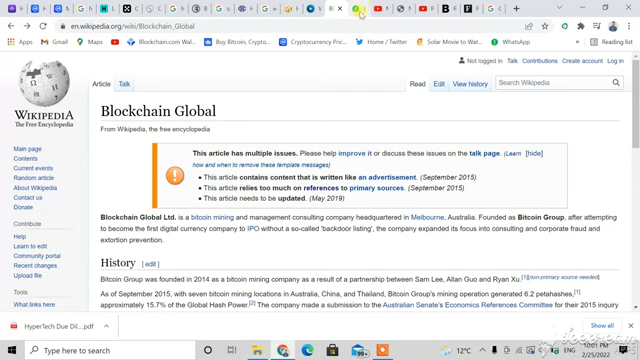 en.wikipedia.org/wiki/Blockchain_Global
Blockchain.com Wal...
Buy Bitcoin, Crypto...
Cryptocurrency Pric...
Home / Twitter
Solar Movie to Wat...
WhatsApp
Reading list
Not logged in Talk Contributions Create account Log in
Article Talk Read Edit View history Search Wikipedia
WIKIPEDIA
The Free Encyclopedia
Main page
Contents
Current events
Random article
About Wikipedia
Contact us
Donate
Contribute
Help
Learn to edit
Community portal
Recent changes
Upload file
Tools
What links here
Blockchain Global
From Wikipedia, the free encyclopedia
This article has multiple issues. Please help improve it or discuss these issues on the talk page. (Learn [hide]
how and when to remove these template messages)
• This article contains content that is written like an advertisement. (September 2015)
• This article relies too much on references to primary sources. (September 2015)
• This article needs to be updated. (May 2019)
Blockchain Global Ltd. is a bitcoin mining and management consulting company headquartered in Melbourne, Australia. Founded as Bitcoin Group, after attempting
to become the first digital currency company to IPO without a so-called 'backdoor listing', the company expanded its focus into consulting and corporate fraud and
extortion prevention.
History [ edit ]
Bitcoin Group was founded in 2014 as a bitcoin mining company as a result of a partnership between Sam Lee, Allan Guo and Ryan Xu.[1][non-primary source needed]
As of September 2015, with seven bitcoin mining locations in Australia, China, and Thailand, Bitcoin Group's mining operation generated 6.2 petahashes,[1]
approximately 15.7% of the Global Hash Power.[2] The company made a submission to the Australian Senate's Economics References Committee for their 2015 inquiry
HyperTech Due Dil....pdf
Show all
Type here to search
99+
12°C
10:01 PM
2/25/2022